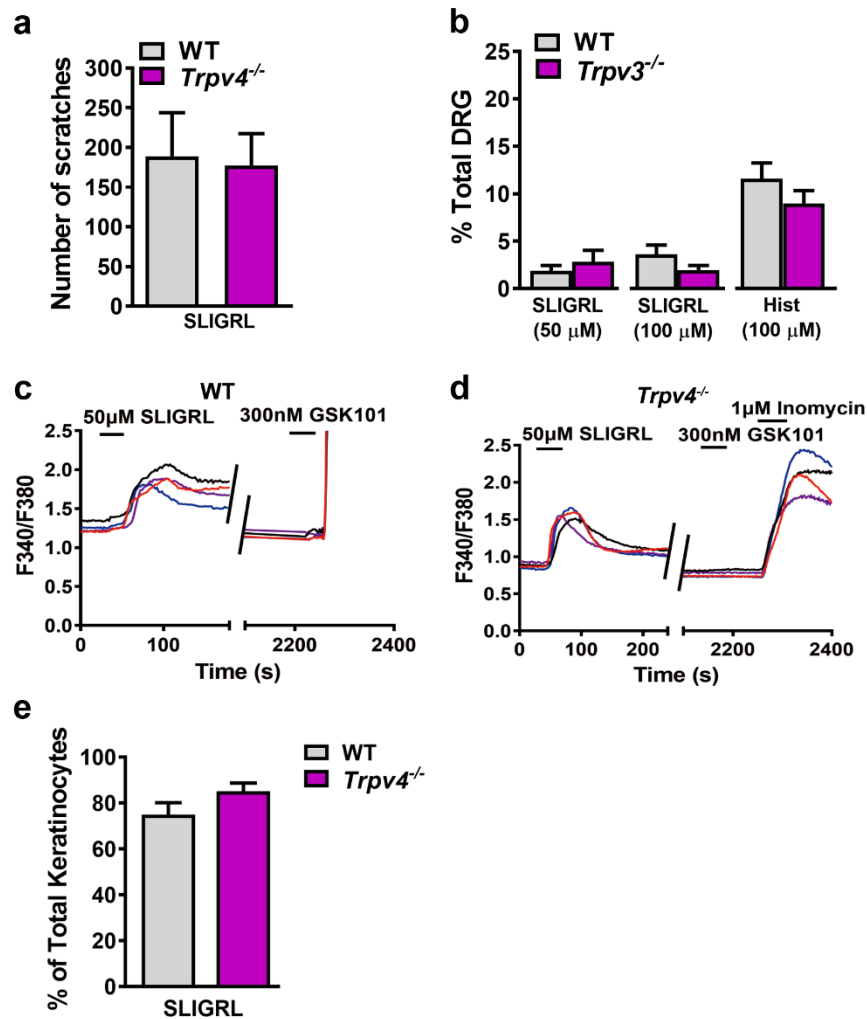 a
WT
Trpv4-/-
Number of scratches
300
250
200
150
100
50
0
SLIGRL
b
WT
Trpv3-/-
% Total DRG
25
20
15
10
5
0
SLIGRL
(50 μM)
SLIGRL
(100 μM)
Hist
(100 μM)
c
WT
50μM SLIGRL
300nM GSK101
F340/F380
2.5
2.0
1.5
1.0
0.5
0.0
0
100
2200
2400
Time (s)
d
Trpv4-/-
1μM Inomycin
50μM SLIGRL
300nM GSK101
F340/F380
2.5
2.0
1.5
1.0
0.5
0.0
0
100
200
2200
2400
Time (s)
e
WT
Trpv4-/-
% of Total Keratinocytes
100
80
60
40
20
0
SLIGRL